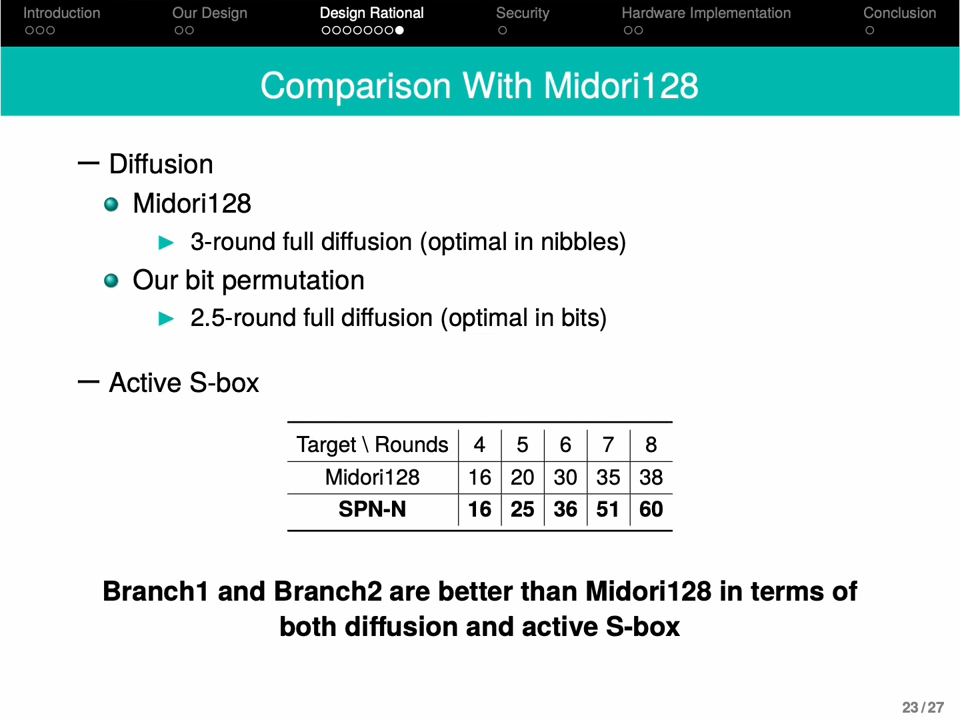 Introduction Our Design Design Rational Security Hardware Implementation Conclusion
Comparison With Midori128
— Diffusion
Midori128
3-round full diffusion (optimal in nibbles)
Our bit permutation
2.5-round full diffusion (optimal in bits)
— Active S-box
Target \ Rounds 4 5 6 7 8
Midori128 16 20 30 35 38
SPN-N 16 25 36 51 60
Branch1 and Branch2 are better than Midori128 in terms of
both diffusion and active S-box
23 / 27